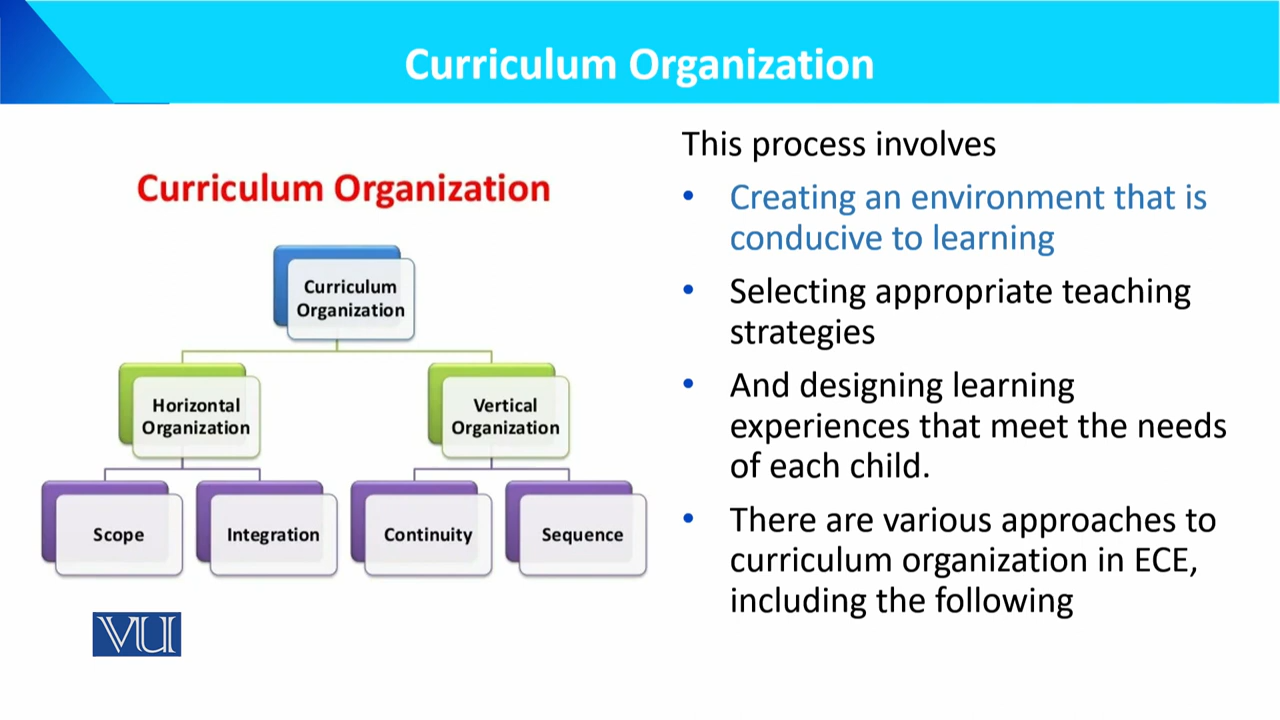 Curriculum Organization
Curriculum Organization
Curriculum
Organization
Horizontal
Organization
Vertical
Organization
Scope
Integration
Continuity
Sequence
VU
This process involves
• Creating an environment that is
conducive to learning
• Selecting appropriate teaching
strategies
• And designing learning
experiences that meet the needs
of each child.
• There are various approaches to
curriculum organization in ECE,
including the following